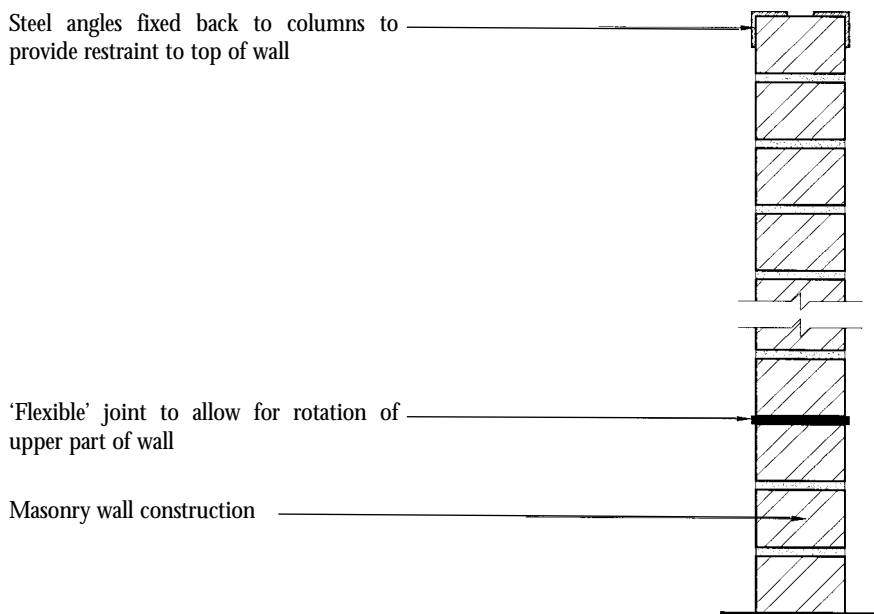 Steel angles fixed back to columns to
provide restraint to top of wall
‘Flexible’ joint to allow for rotation of
upper part of wall
Masonry wall construction